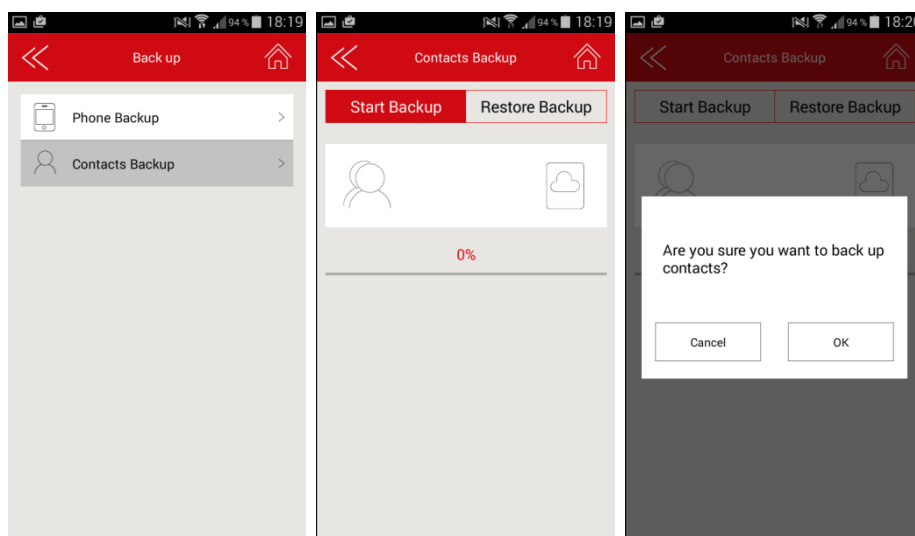 94 % 18:19
Back up
Phone Backup
Contacts Backup
94 % 18:19
Contacts Backup
Start Backup Restore Backup
0%
94 % 18:20
Contacts Backup
Start Backup Restore Backup
Are you sure you want to back up
contacts?
Cancel OK